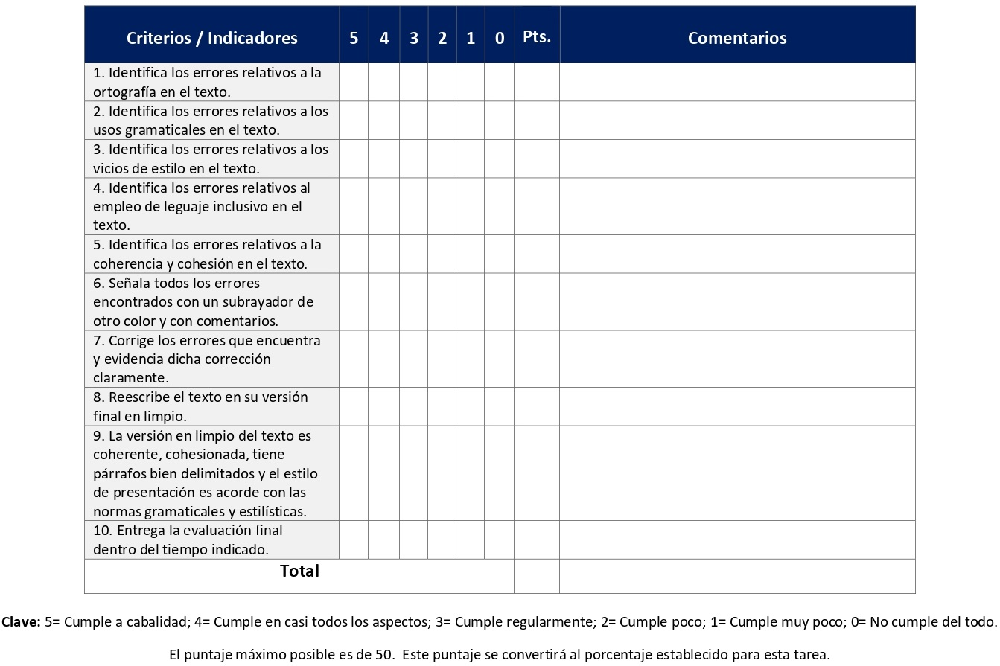 Criterios / Indicadores 5 4 3 2 1 0 Pts. Comentarios
1. Identifica los errores relativos a la
ortografía en el texto.
2. Identifica los errores relativos a los
usos gramaticales en el texto.
3. Identifica los errores relativos a los
vicios de estilo en el texto.
4. Identifica los errores relativos al
empleo de leguaje inclusivo en el
texto.
5. Identifica los errores relativos a la
coherencia y cohesión en el texto.
6. Señala todos los errores
encontrados con un subrayador de
otro color y con comentarios.
7. Corrige los errores que encuentra
y evidencia dicha corrección
claramente.
8. Reescribe el texto en su versión
final en limpio.
9. La versión en limpio del texto es
coherente, cohesionada, tiene
párrafos bien delimitados y el estilo
de presentación es acorde con las
normas gramaticales y estilísticas.
10. Entrega la evaluación final
dentro del tiempo indicado.
Total
Clave: 5= Cumple a cabalidad; 4= Cumple en casi todos los aspectos; 3= Cumple regularmente; 2= Cumple poco; 1= Cumple muy poco; 0= No cumple del todo.
El puntaje máximo posible es de 50. Este puntaje se convertirá al porcentaje establecido para esta tarea.